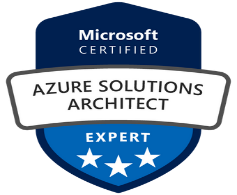 Microsoft
CERTIFIED
AZURE SOLUTIONS
ARCHITECT
EXPERT